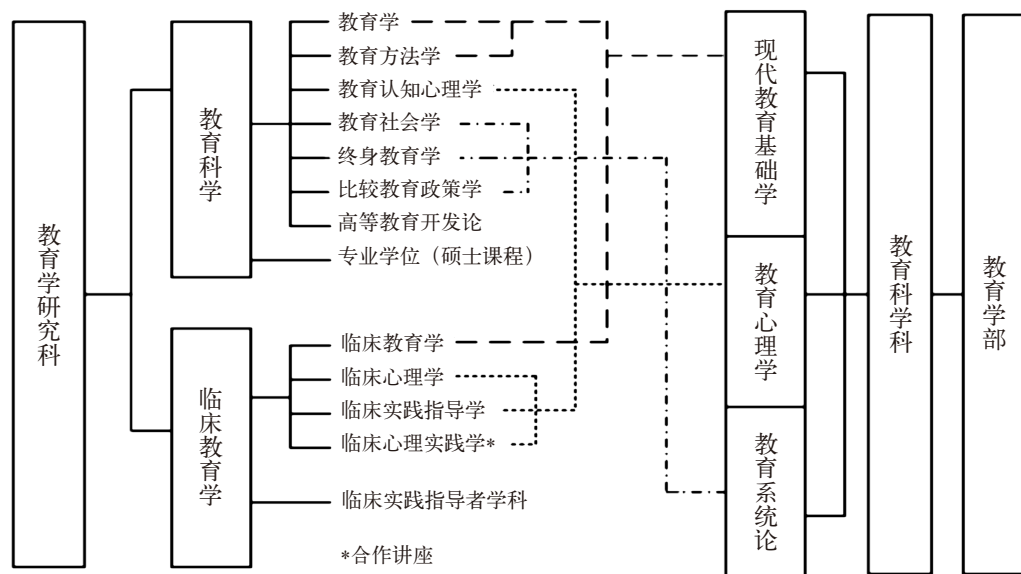 教育学研究科
教育科学
教育学
教育方法学
教育认知心理学
教育社会学
终身教育学
比较教育政策学
高等教育开发论
专业学位（硕士课程）
临床教育学
临床教育学
临床心理学
临床实践指导学
临床心理实践学*
临床实践指导者学科
*合作讲座
现代教育基础学
教育心理学
教育系统论
教育科学科
教育学部